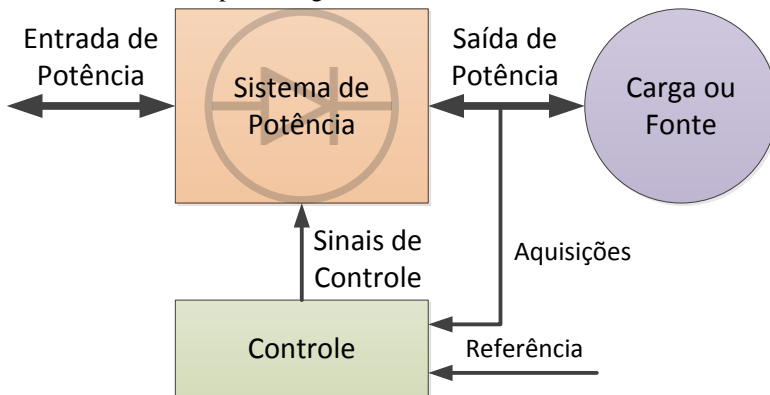 Entrada de
Potência
Sistema de
Potência
Saída de
Potência
Carga ou
Fonte
Sinais de
Controle
Aquisições
Controle
Referência